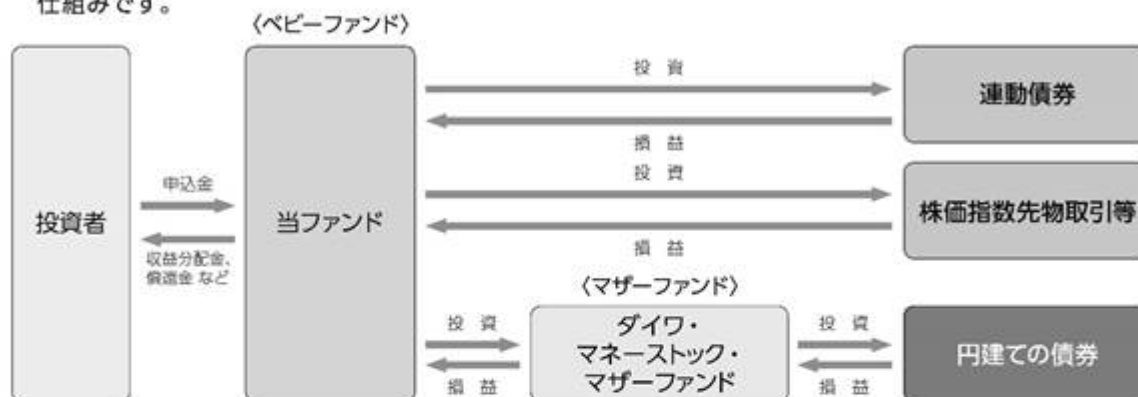 仕組みです。
〈ベビーファンド〉
投資者
申込金
収益分配金、
償還金 など
当ファンド
投 資
損 益
連動債券
投 資
損 益
株価指数先物取引等
〈マザーファンド〉
投 資
損 益
ダイワ・
マネーストック・
マザーファンド
投 資
損 益
円建ての債券